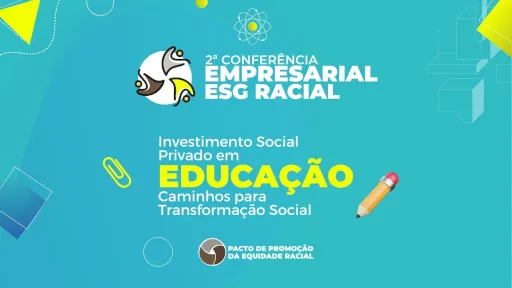 2ª CONFERÊNCIA
EMPRESARIAL
ESG RACIAL
Investimento Social
Privado em
EDUCAÇÃO
Caminhos para
Transformação Social
PACTO DE PROMOÇÃO
DA EQUIDADE RACIAL